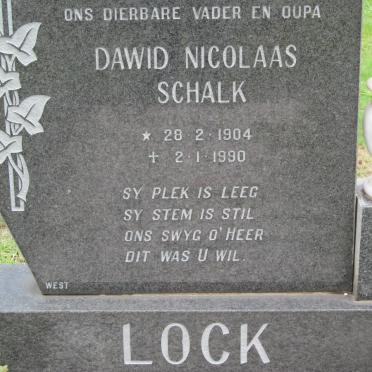 ONS DIERBARE VADER EN OUPA
DAWID NICOLAAS
SCHALK
★ 28·2·1904
✝ 2·1·1990
SY PLEK IS LEEG
SY STEM IS STIL
ONS SWYG O' HEER
DIT WAS U WIL.
WEST
LOCK